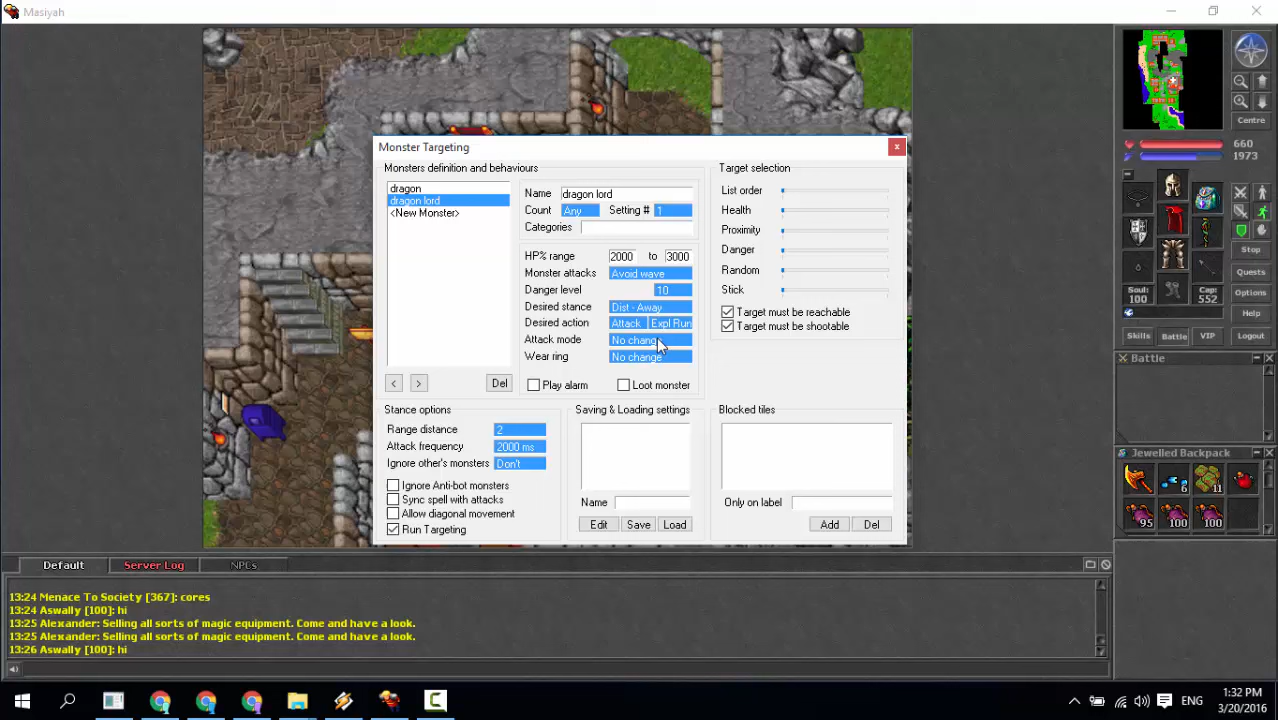 Masiyah
Monster Targeting
x
Monsters definition and behaviours
dragon
dragon lord
<New Monster>
<
>
Del
Name dragon lord
Count Any Setting # 1
Categories
HP% range 2000 to 3000
Monster attacks Avoid wave
Danger level 10
Desired stance Dist - Away
Desired action Attack Expl Run
Attack mode No change
Wear ring No change
Play alarm Loot monster
Target selection
List order
Health
Proximity
Danger
Random
Stick
Target must be reachable
Target must be shootable
Stance options
Range distance 2
Attack frequency 2000 ms
Ignore other's monsters Don't
Ignore Anti-bot monsters
Sync spell with attacks
Allow diagonal movement
Run Targeting
Saving & Loading settings
Name
Edit Save Load
Blocked tiles
Only on label
Add Del
Centre
660
1973
Stop
Quests
Options
Help
Soul:
100
Cap:
552
Skills Battle VIP Logout
Battle
Jewelled Backpack
6 11
95 100 100
Default Server Log NPCs
13:24 Menace To Society [367]: cores
13:24 Aswally [100]: hi
13:25 Alexander: Selling all sorts of magic equipment. Come and have a look.
13:25 Alexander: Selling all sorts of magic equipment. Come and have a look.
13:26 Aswally [100]: hi
ENG
1:32 PM
3/20/2016